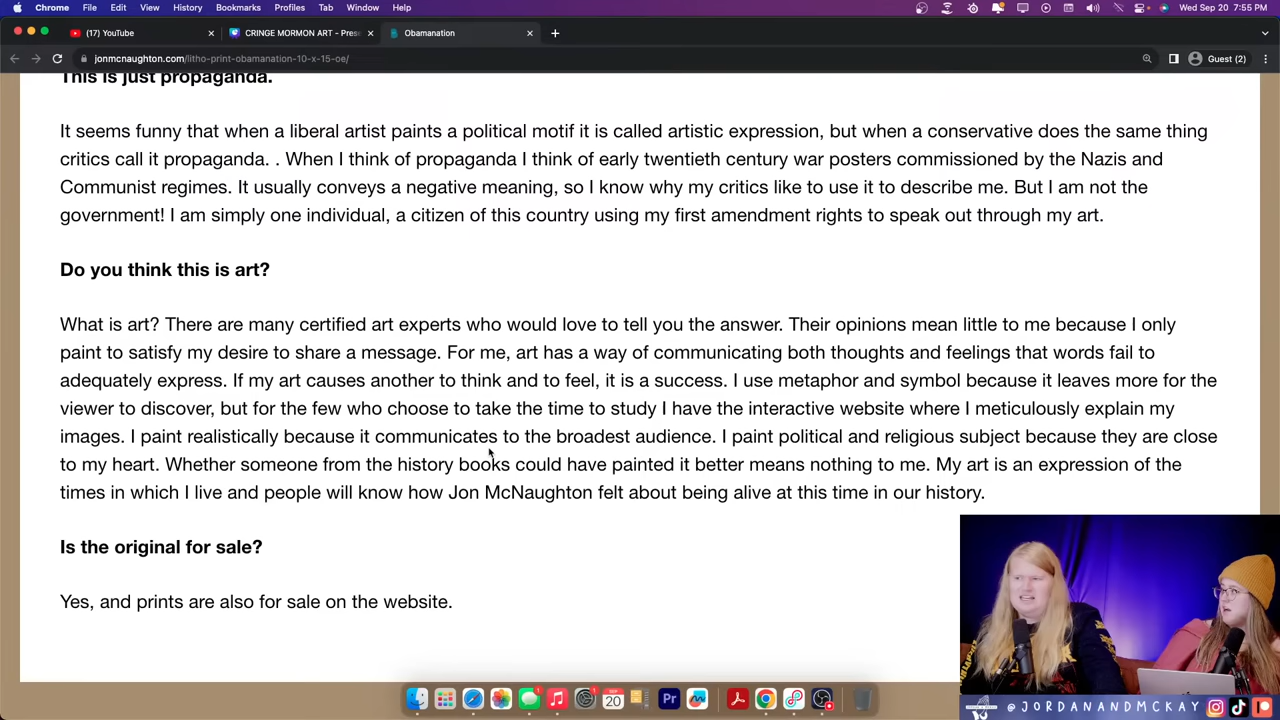 Chrome File Edit View History Bookmarks Profiles Tab Window Help Wed Sep 20 7:55 PM
(17) YouTube CRINGE MORMON ART - Prese Obamanation
jonmcnaughton.com/litho-print-obamanation-10-x-15-oe/ Guest (2)
This is just propaganda.
It seems funny that when a liberal artist paints a political motif it is called artistic expression, but when a conservative does the same thing
critics call it propaganda. . When I think of propaganda I think of early twentieth century war posters commissioned by the Nazis and
Communist regimes. It usually conveys a negative meaning, so I know why my critics like to use it to describe me. But I am not the
government! I am simply one individual, a citizen of this country using my first amendment rights to speak out through my art.
Do you think this is art?
What is art? There are many certified art experts who would love to tell you the answer. Their opinions mean little to me because I only
paint to satisfy my desire to share a message. For me, art has a way of communicating both thoughts and feelings that words fail to
adequately express. If my art causes another to think and to feel, it is a success. I use metaphor and symbol because it leaves more for the
viewer to discover, but for the few who choose to take the time to study I have the interactive website where I meticulously explain my
images. I paint realistically because it communicates to the broadest audience. I paint political and religious subject because they are close
to my heart. Whether someone from the history books could have painted it better means nothing to me. My art is an expression of the
times in which I live and people will know how Jon McNaughton felt about being alive at this time in our history.
Is the original for sale?
Yes, and prints are also for sale on the website.
SEP
20
Pr
@JORDANANDMCKAY